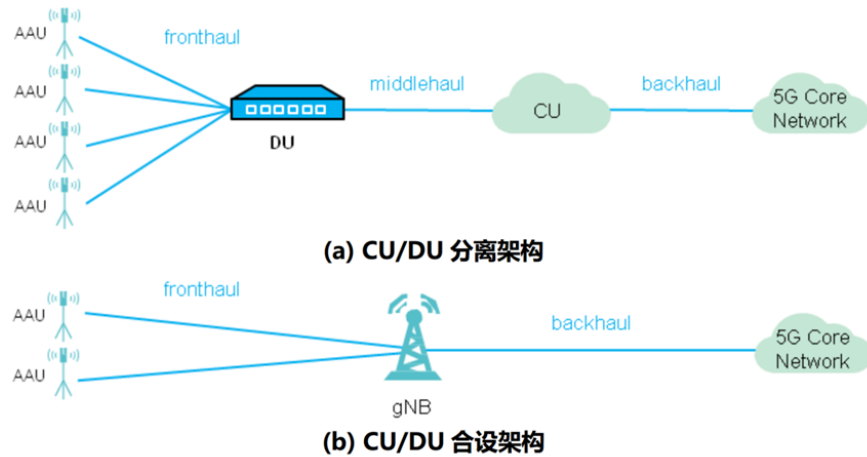 AAU
fronthaul
AAU
middlehaul
backhaul
CU
5G Core
Network
AAU
DU
AAU
(a) CU/DU 分离架构
fronthaul
AAU
backhaul
5G Core
Network
AAU
gNB
(b) CU/DU 合设架构